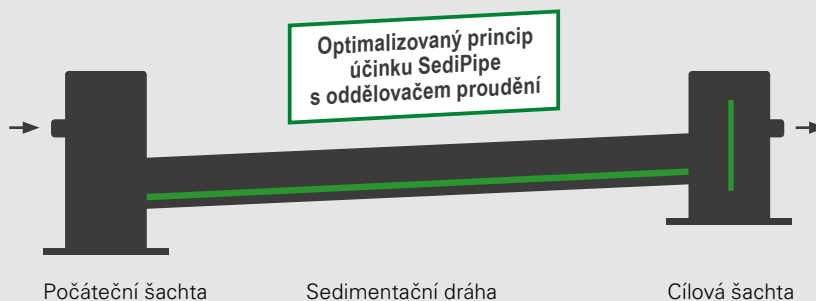 Optimalizovaný princip
účinku SediPipe
s oddělovačem proudění
Počáteční šachta
Sedimentační dráha
Cílová šachta